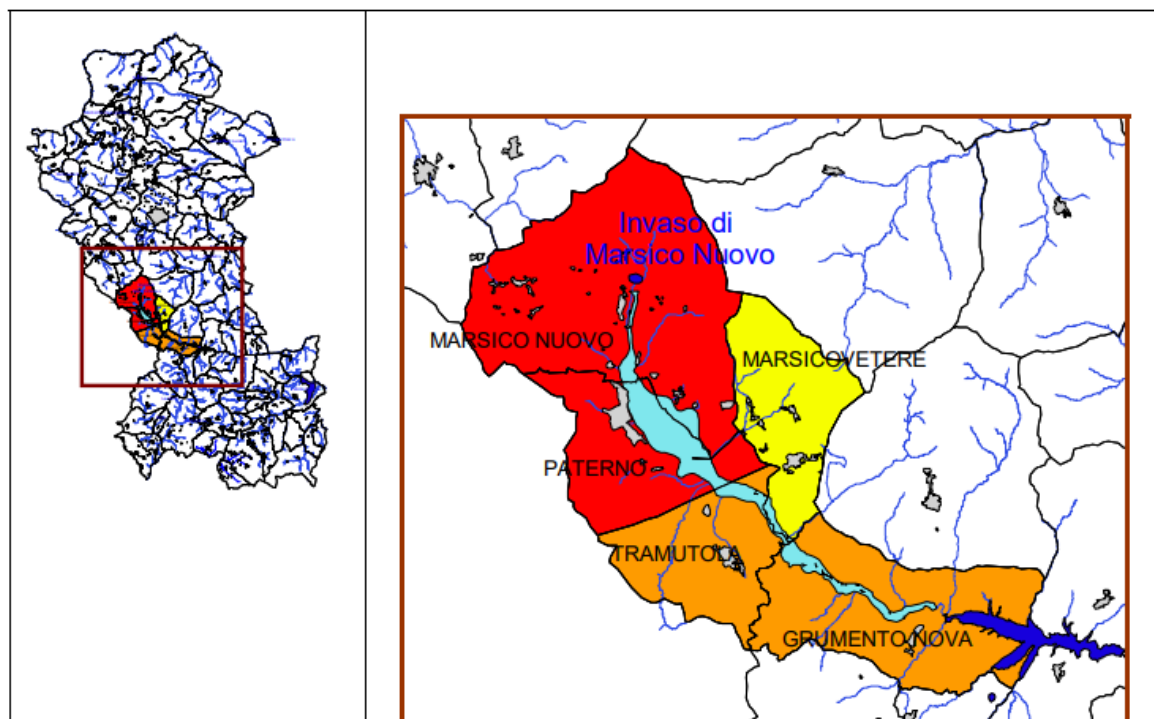 Invaso di
Marsico Nuovo
MARSICO NUOVO
MARSICOVETERE
PATERNO
TRAMUTOLA
GRUMENTO NOVA